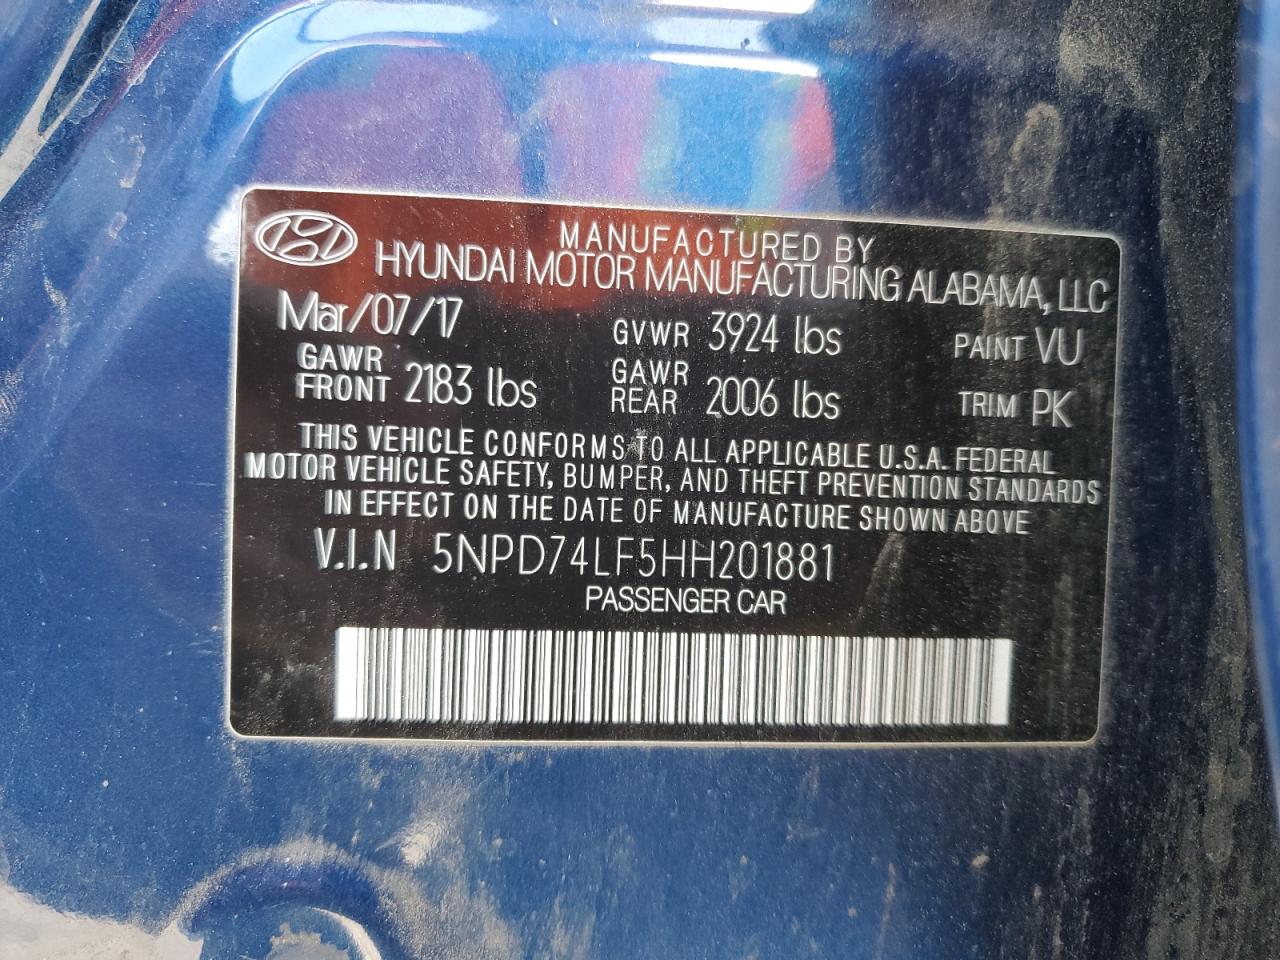 MANUFACTURED BY
HYUNDAI MOTOR MANUFACTURING ALABAMA, LLC
Mar/07/17 GVWR 3924 lbs PAINT VU
GAWR FRONT 2183 lbs GAWR REAR 2006 lbs TRIM PK
THIS VEHICLE CONFORMS TO ALL APPLICABLE U.S.A. FEDERAL
MOTOR VEHICLE SAFETY, BUMPER, AND THEFT PREVENTION STANDARDS
IN EFFECT ON THE DATE OF MANUFACTURE SHOWN ABOVE
V.I.N 5NPD74LF5HH201881
PASSENGER CAR